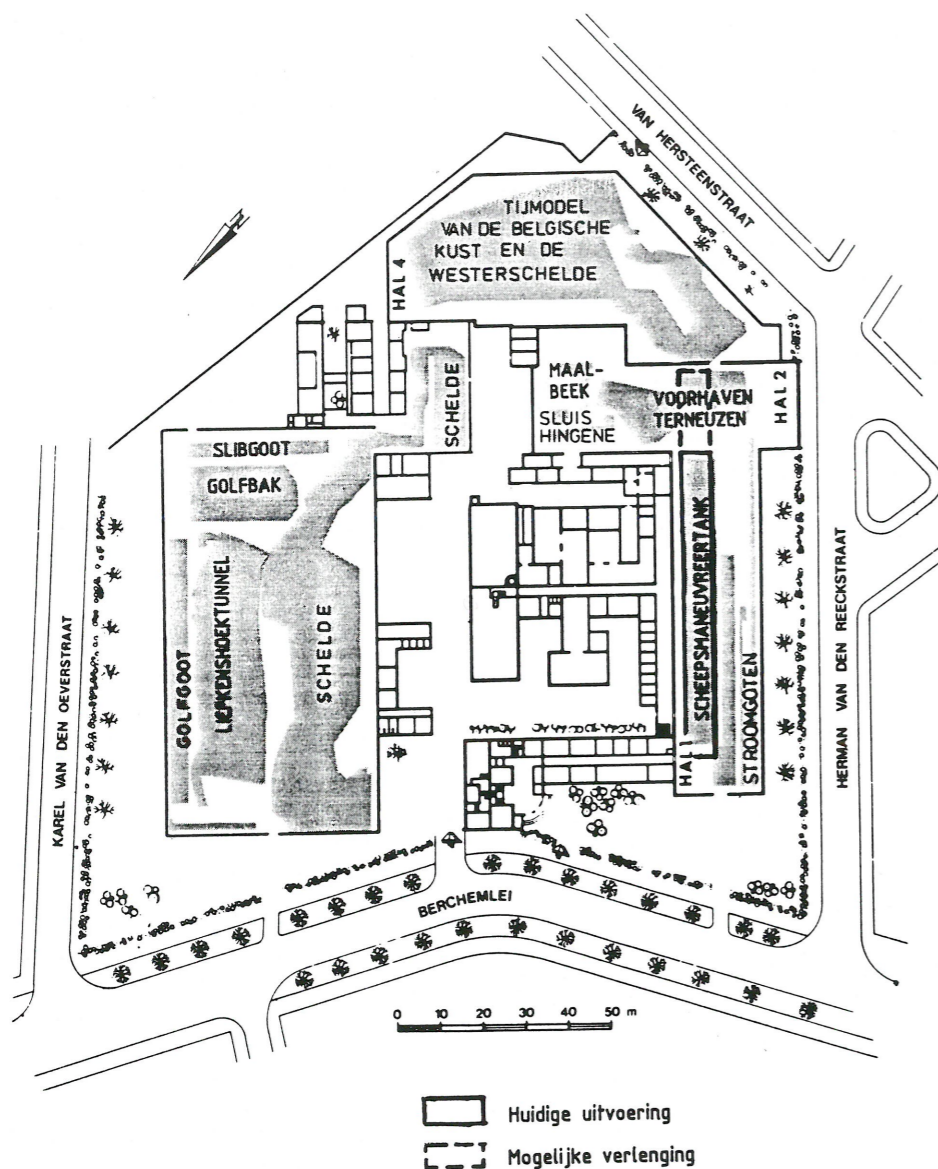 VAN HERSTEENSTRAAT
N
TIJMODEL
VAN DE BELGISCHE
KUST EN DE
WESTERSCHELDE
HAL 4
SCHELDE
MAAL-
BEEK
SLUIS
HINGENE
VOORHAVEN
TERNEUZEN
HAL 2
SLIBGOOT
GOLFBAK
GOLFGOOT
LIEFKENSHOEKTUNNEL
SCHELDE
SCHEEPSMANEUVREERTANK
HAL 1
STROOMGOTEN
KAREL VAN DEN OEVERSTRAAT
HERMAN VAN DEN REECKSTRAAT
BERCHEMLEI
0 10 20 30 40 50 m
Huidige uitvoering
Mogelijke verlenging